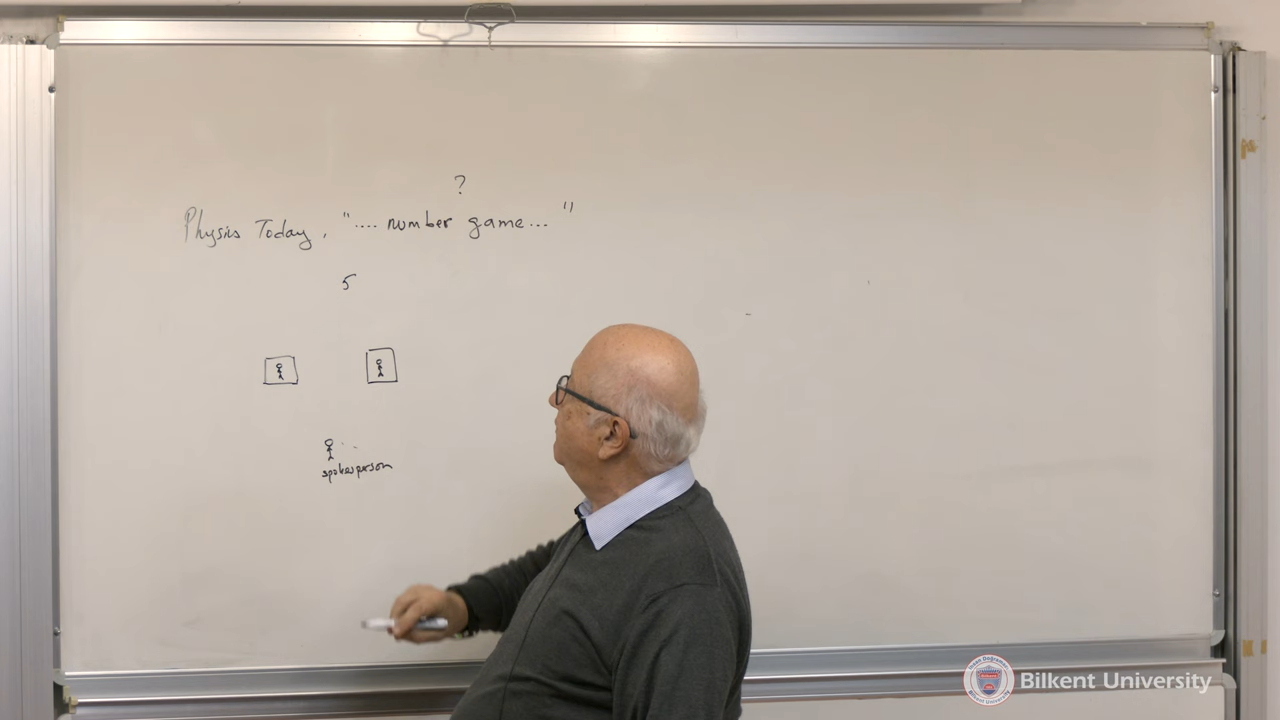 ?
Physics Today, ".... number game... "
5
spokesperson
Bilkent University